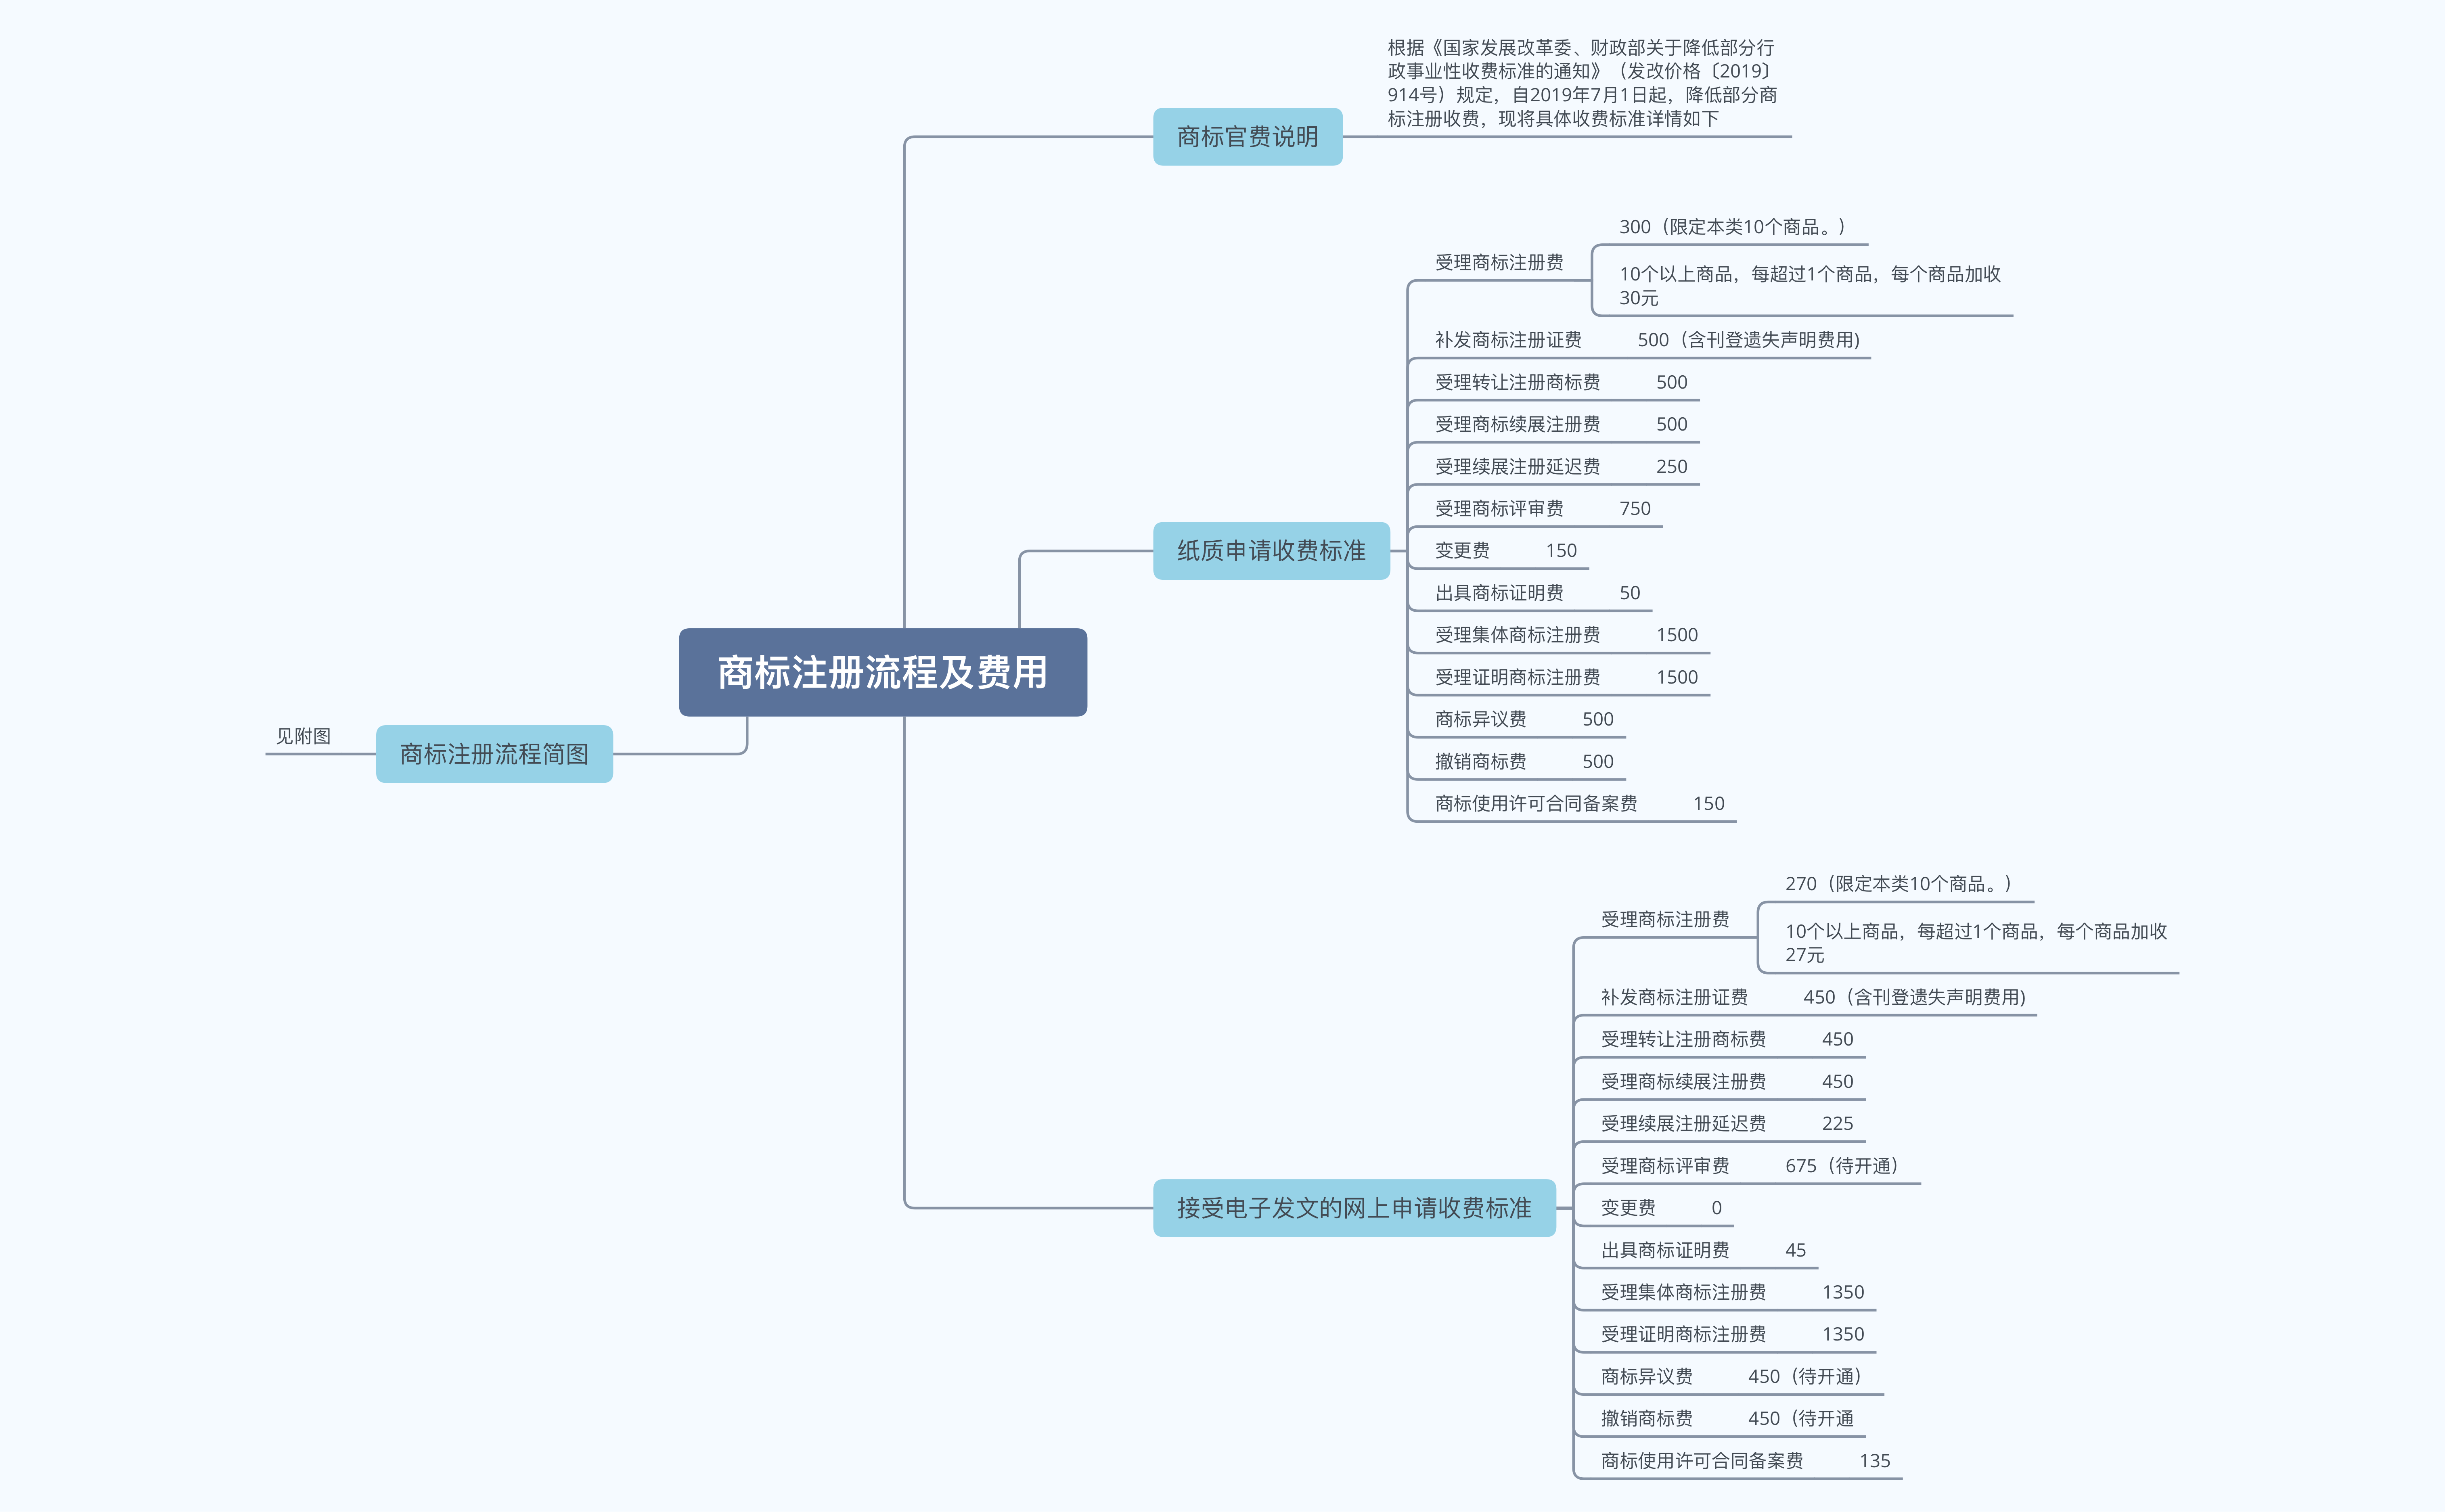 根据《国家发展改革委、财政部关于降低部分行
政事业性收费标准的通知》（发改价格〔2019〕
914号）规定，自2019年7月1日起，降低部分商
标注册收费，现将具体收费标准详情如下
商标官费说明
300（限定本类10个商品。）
受理商标注册费
10个以上商品，每超过1个商品，每个商品加收
30元
补发商标注册证费 500（含刊登遗失声明费用)
受理转让注册商标费 500
受理商标续展注册费 500
受理续展注册延迟费 250
受理商标评审费 750
纸质申请收费标准
变更费 150
出具商标证明费 50
受理集体商标注册费 1500
受理证明商标注册费 1500
商标异议费 500
撤销商标费 500
商标使用许可合同备案费 150
商标注册流程及费用
见附图
商标注册流程简图
270（限定本类10个商品。）
受理商标注册费
10个以上商品，每超过1个商品，每个商品加收
27元
补发商标注册证费 450（含刊登遗失声明费用)
受理转让注册商标费 450
受理商标续展注册费 450
受理续展注册延迟费 225
受理商标评审费 675（待开通）
接受电子发文的网上申请收费标准
变更费 0
出具商标证明费 45
受理集体商标注册费 1350
受理证明商标注册费 1350
商标异议费 450（待开通）
撤销商标费 450（待开通
商标使用许可合同备案费 135